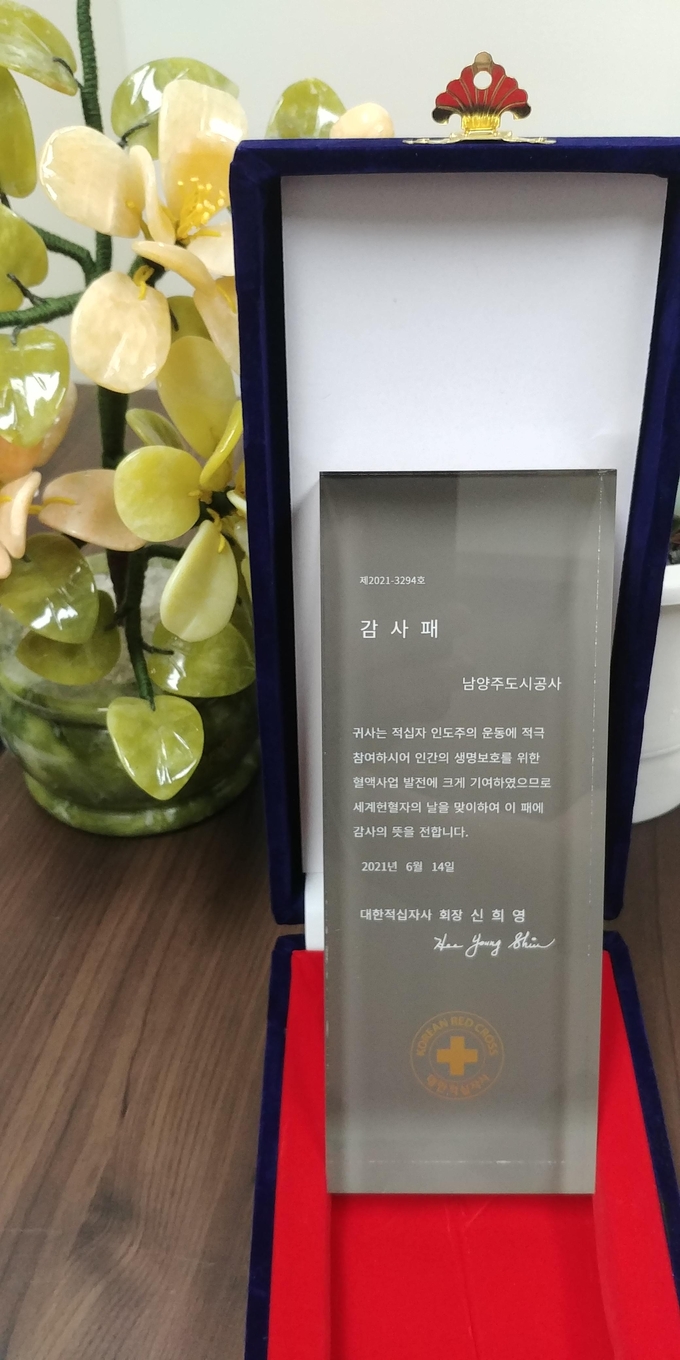 제2021-3294호
감 사 패
남양주도시공사
귀사는 적십자 인도주의 운동에 적극
참여하시어 인간의 생명보호를 위한
혈액사업 발전에 크게 기여하였으므로
세계헌혈자의 날을 맞이하여 이 패에
감사의 뜻을 전합니다.
2021년 6월 14일
대한적십자사 회장 신 희 영
Hee Young Shin
KOREAN RED CROSS
대한적십자사